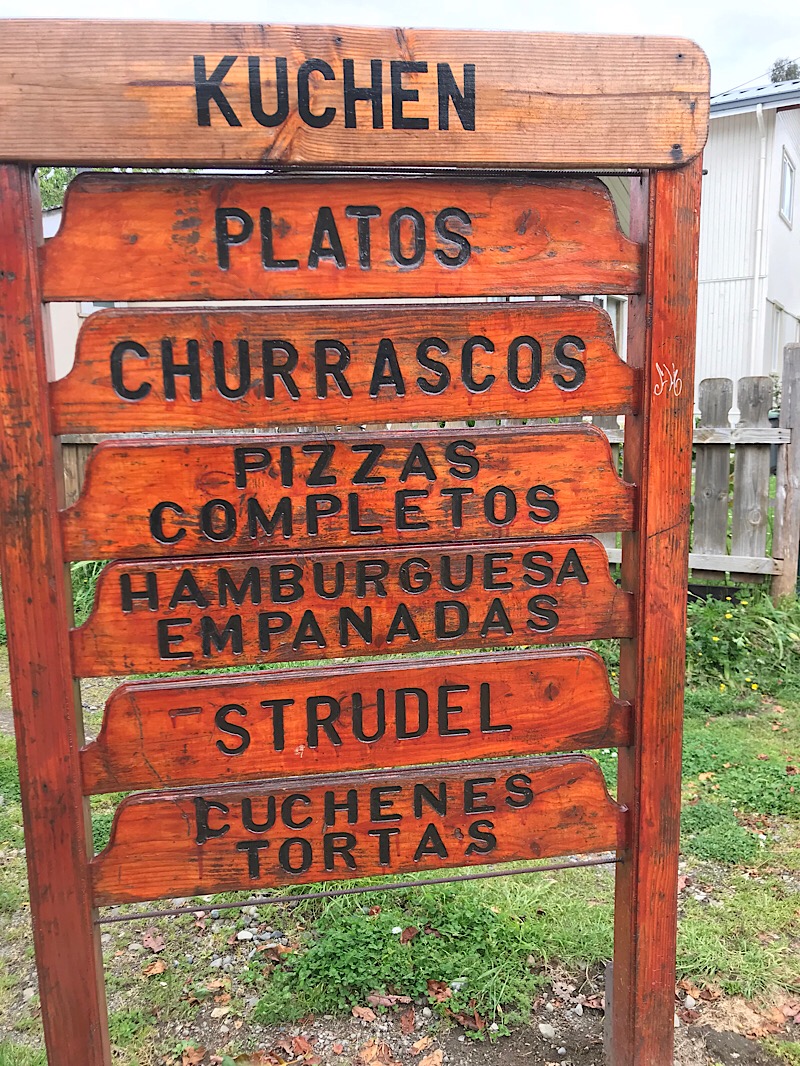 KUCHEN
PLATOS
CHURRASCOS
PIZZAS
COMPLETOS
HAMBURGUESA
EMPANADAS
STRUDEL
CUCHENES
TORTAS